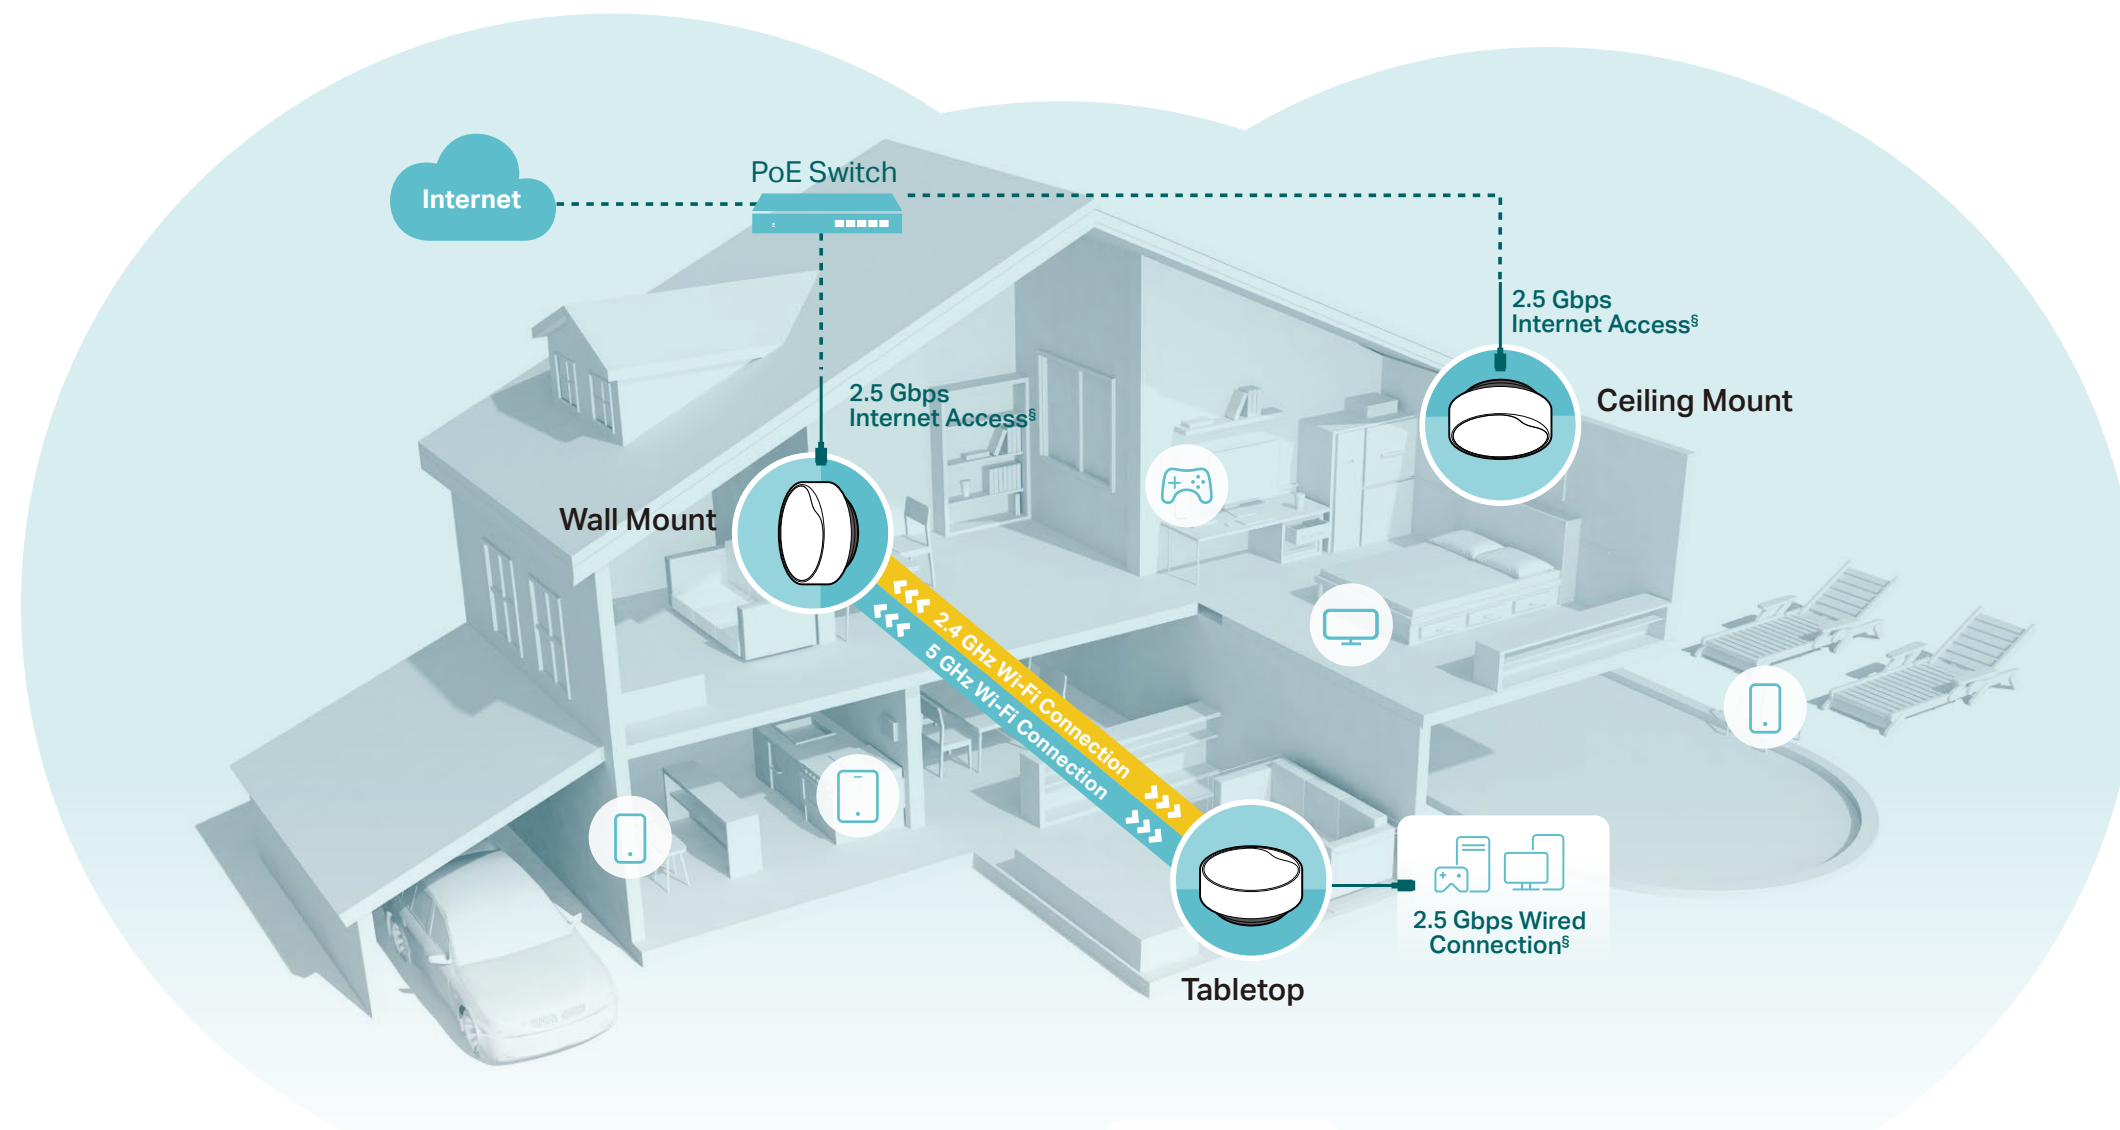 PoE Switch
Internet
2.5 Gbps
Internet Access§
2.5 Gbps
Internet Access§
Ceiling Mount
Wall Mount
2.4 GHz Wi-Fi Connection
5 GHz Wi-Fi Connection
2.5 Gbps Wired
Connection§
Tabletop